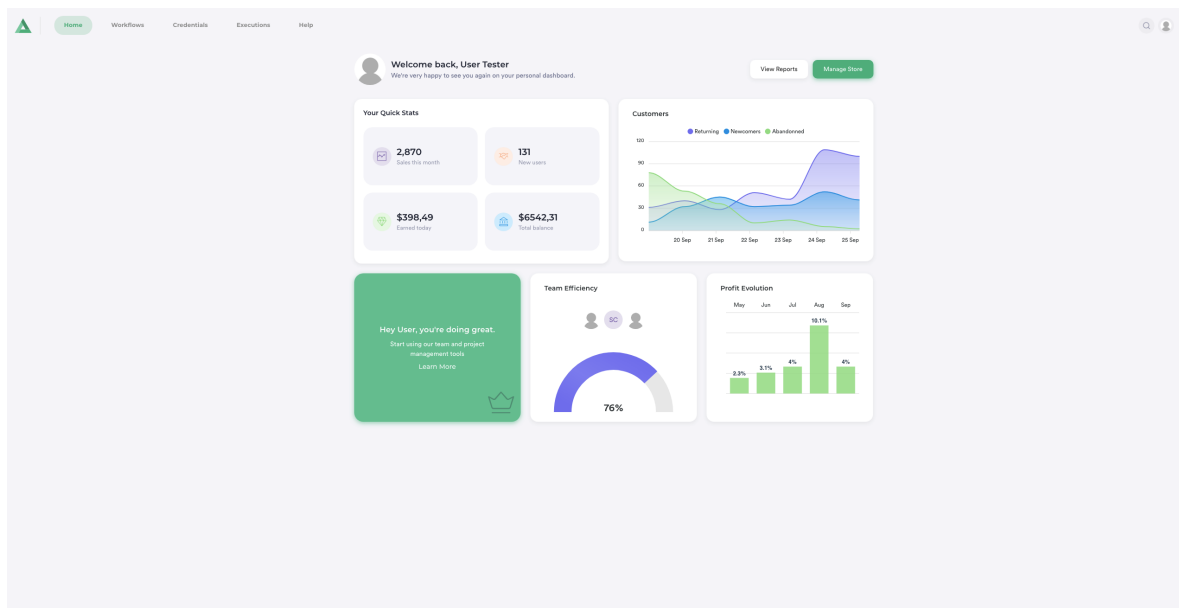 Home Workflows Credentials Executions Help
Welcome back, User Tester
We're very happy to see you again on your personal dashboard.
View Reports
Manage Store
Your Quick Stats
2,870
Sales this month
131
New users
$398,49
Earned today
$6542,31
Total balance
Customers
Returning Newcomers Abandonned
120
90
60
30
0
20 Sep 21 Sep 22 Sep 23 Sep 24 Sep 25 Sep
Hey User, you're doing great.
Start using our team and project
management tools
Learn More
Team Efficiency
SC
76%
Profit Evolution
May Jun Jul Aug Sep
2.3% 3.1% 4% 10.1% 4%